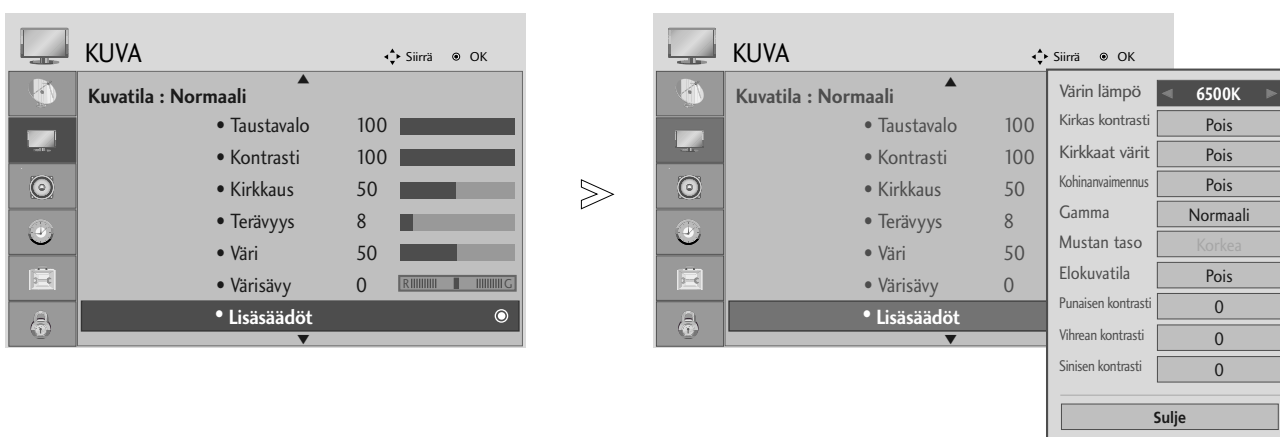 KUVA Siirrä OK
Kuvatila : Normaali
• Taustavalo 100
• Kontrasti 100
• Kirkkaus 50
• Terävyys 8
• Väri 50
• Värisävy 0 R G
• Lisäsäädöt
KUVA Siirrä OK
Kuvatila : Normaali
• Taustavalo 100
• Kontrasti 100
• Kirkkaus 50
• Terävyys 8
• Väri 50
• Värisävy 0
• Lisäsäädöt
Värin lämpö 6500K
Kirkas kontrasti Pois
Kirkkaat värit Pois
Kohinanvaimennus Pois
Gamma Normaali
Mustan taso Korkea
Elokuvatila Pois
Punaisen kontrasti 0
Vihrean kontrasti 0
Sinisen kontrasti 0
Sulje